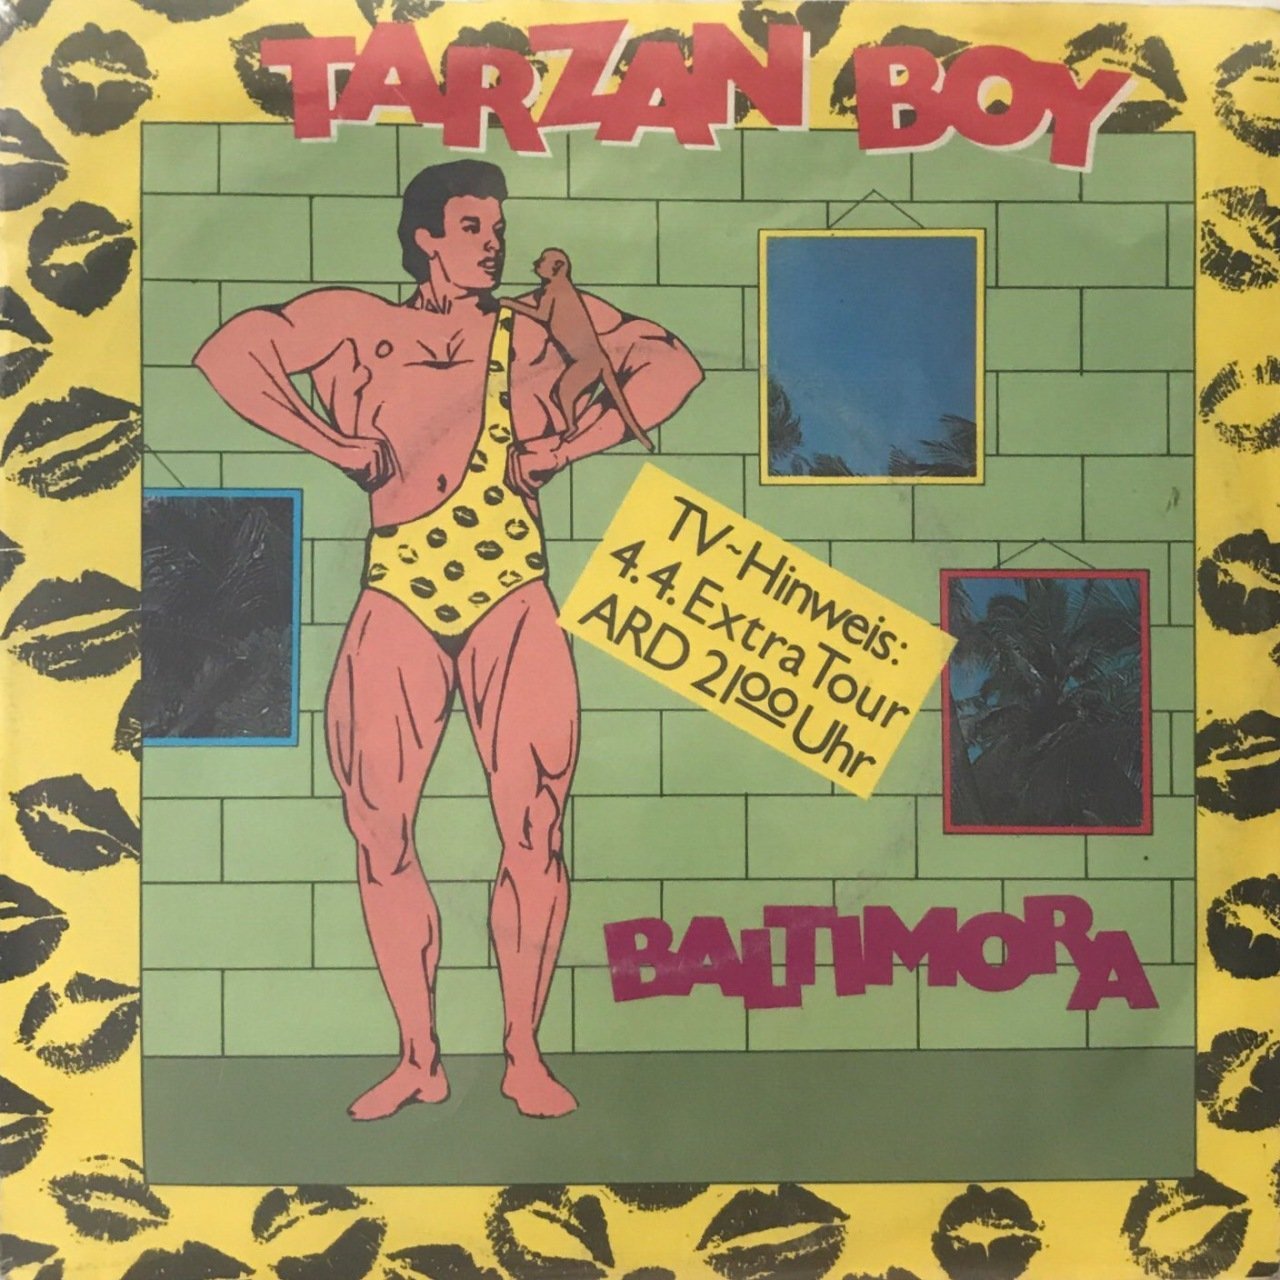 TARZAN BOY
TV~Hinweis:
4.4. Extra Tour
ARD 21oo Uhr
BALTIMORA